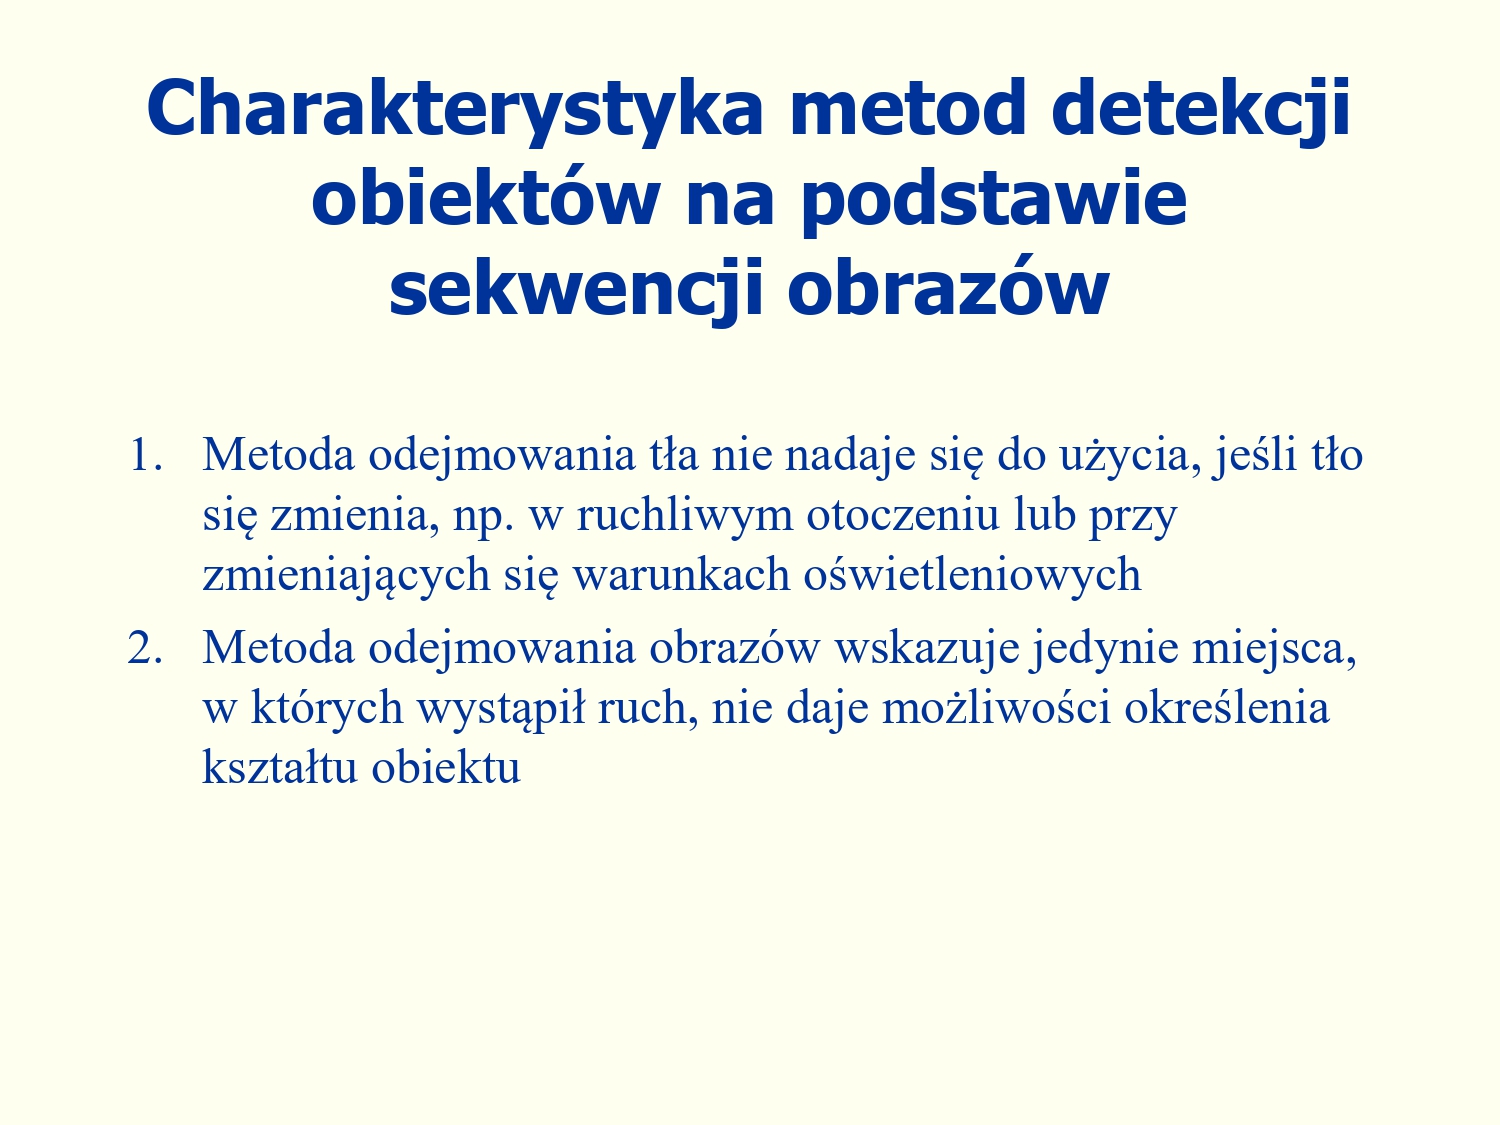 Charakterystyka metod detekcji
obiektów na podstawie
sekwencji obrazów
1. Metoda odejmowania tła nie nadaje się do użycia, jeśli tło
się zmienia, np. w ruchliwym otoczeniu lub przy
zmieniających się warunkach oświetleniowych
2. Metoda odejmowania obrazów wskazuje jedynie miejsca,
w których wystąpił ruch, nie daje możliwości określenia
kształtu obiektu